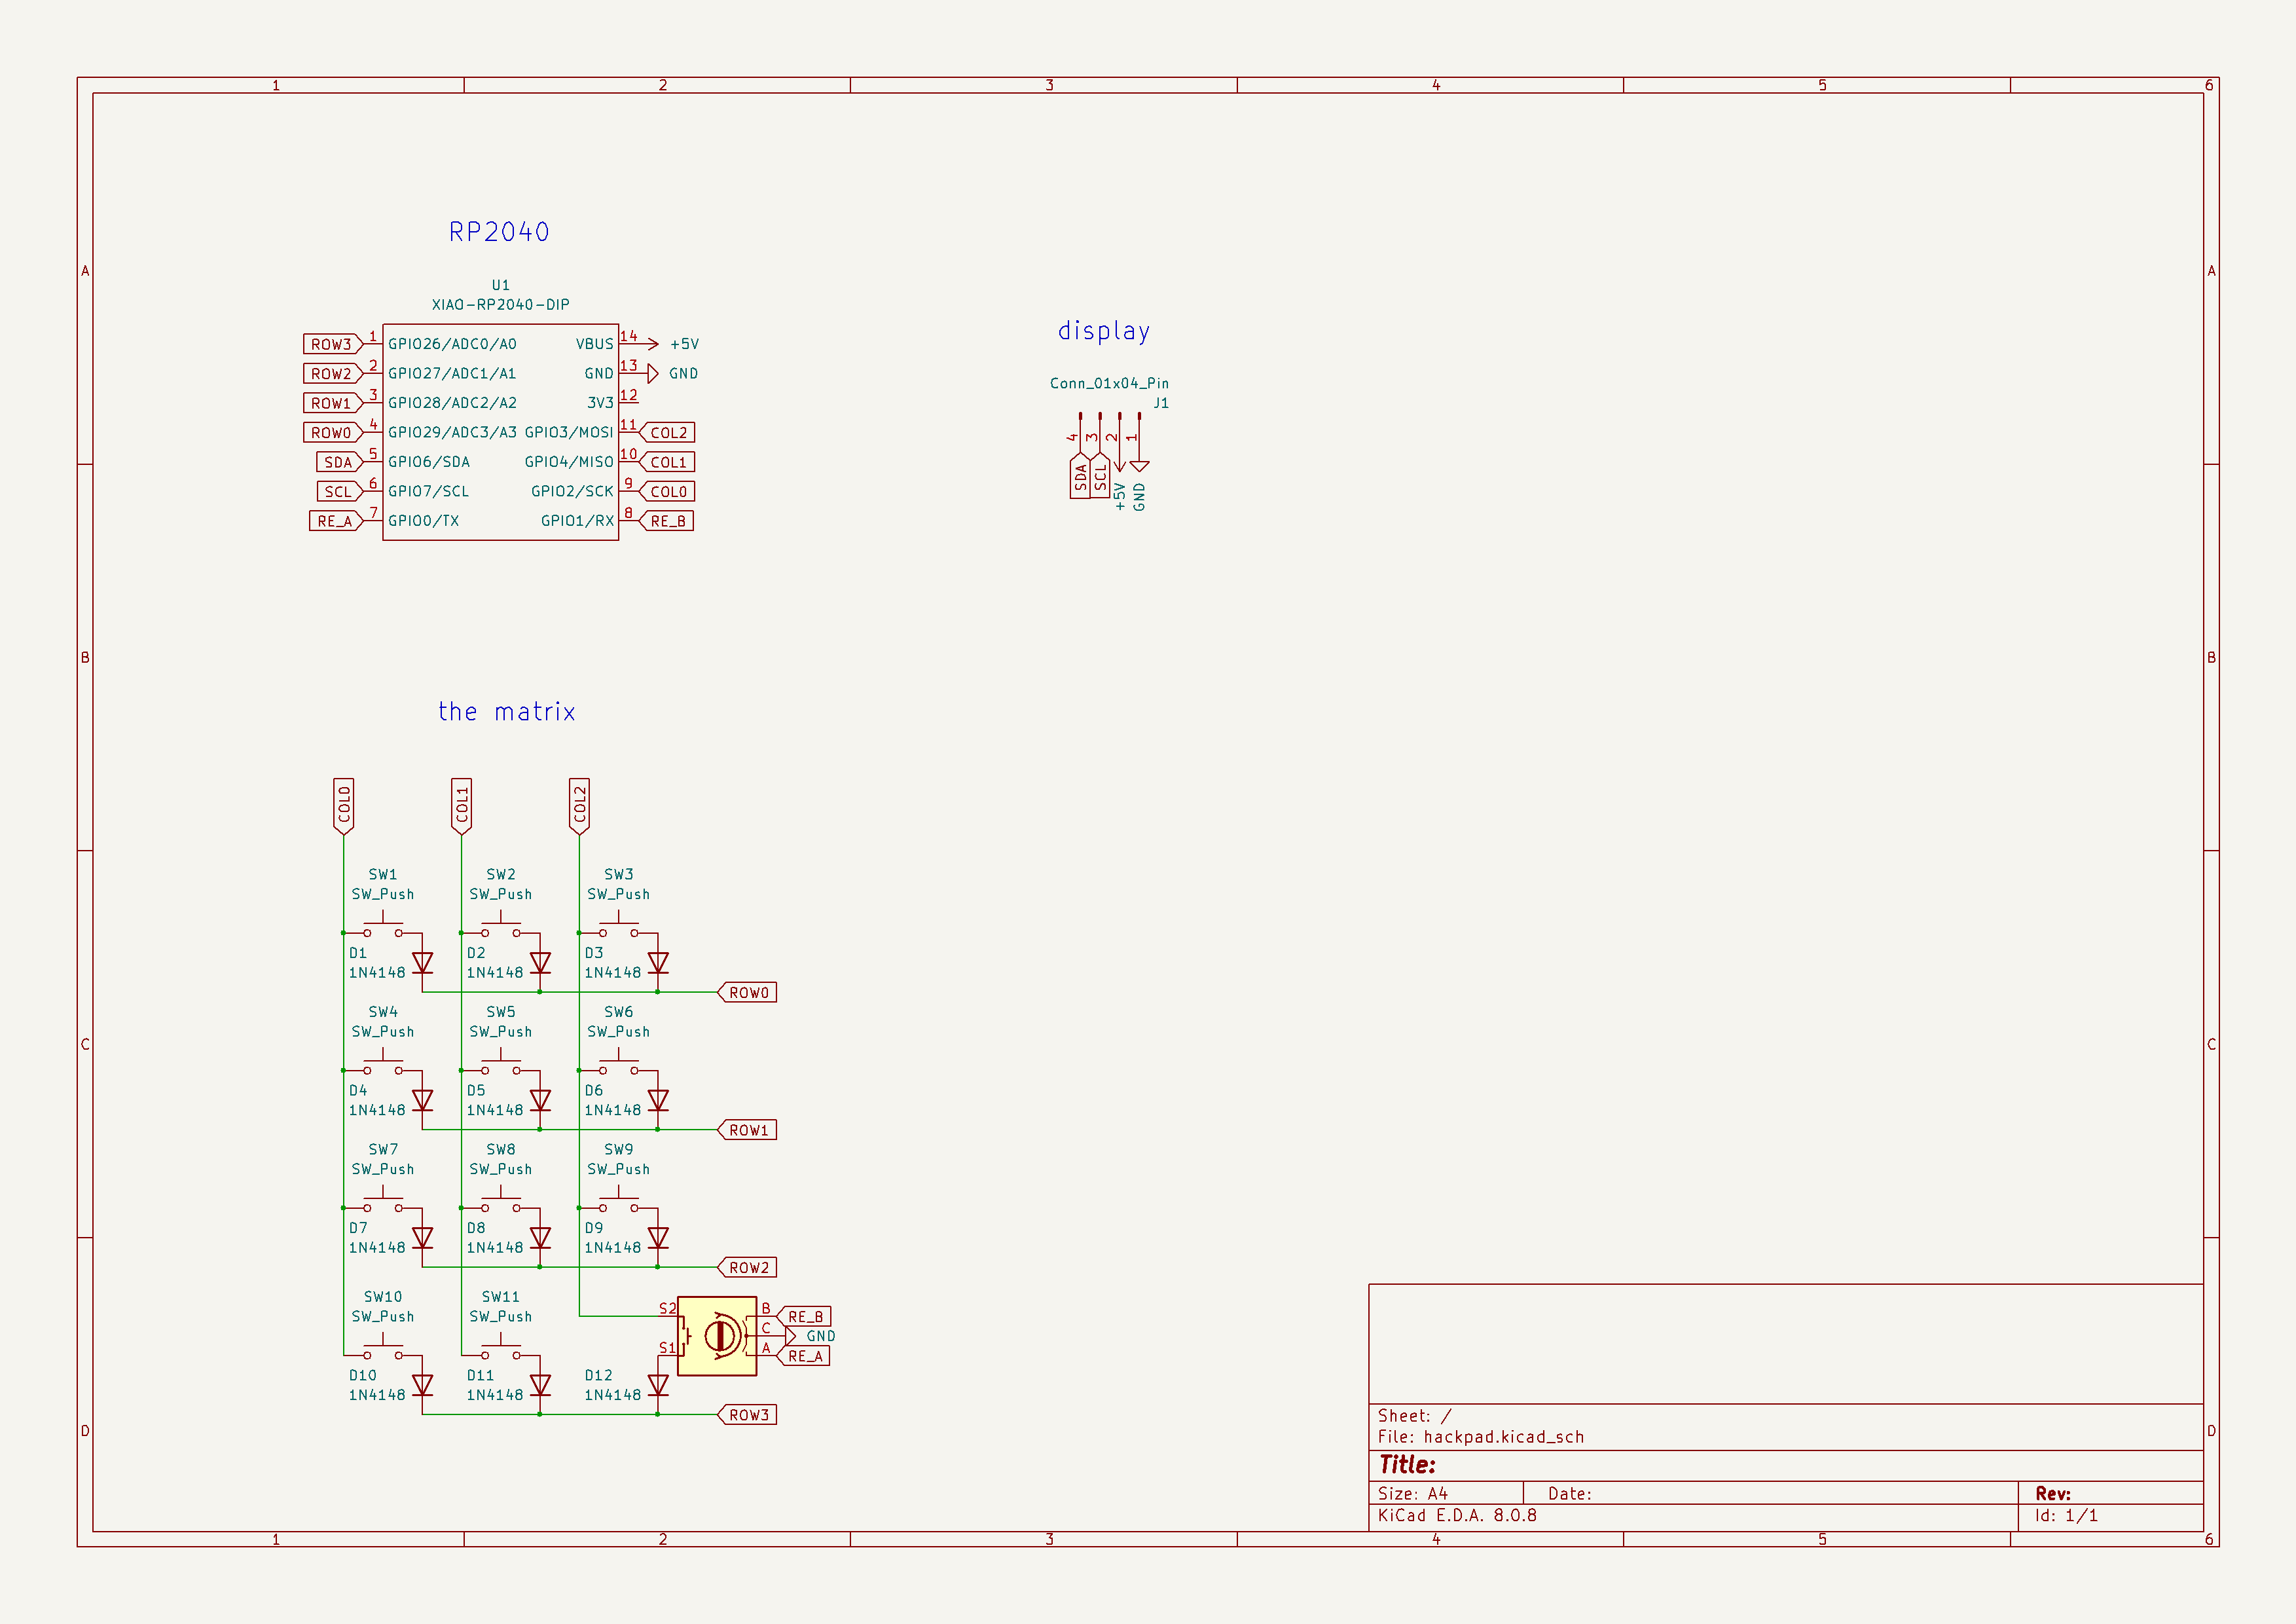 1 2 3 4 5 6
A A
RP2040
U1
XIAO-RP2040-DIP
ROW3 1 GPIO26/ADC0/A0 VBUS 14 +5V
ROW2 2 GPIO27/ADC1/A1 GND 13 GND
ROW1 3 GPIO28/ADC2/A2 3V3 12
ROW0 4 GPIO29/ADC3/A3 GPIO3/MOSI 11 COL2
SDA 5 GPIO6/SDA GPIO4/MISO 10 COL1
SCL 6 GPIO7/SCL GPIO2/SCK 9 COL0
RE_A 7 GPIO0/TX GPIO1/RX 8 RE_B
display
Conn_01x04_Pin
J1
4 3 2 1
SDA SCL +5V GND
B B
the matrix
COL0 COL1 COL2
SW1 SW2 SW3
SW_Push SW_Push SW_Push
D1 D2 D3
1N4148 1N4148 1N4148
ROW0
SW4 SW5 SW6
SW_Push SW_Push SW_Push
C C
D4 D5 D6
1N4148 1N4148 1N4148
ROW1
SW7 SW8 SW9
SW_Push SW_Push SW_Push
D7 D8 D9
1N4148 1N4148 1N4148
ROW2
SW10 SW11
SW_Push SW_Push
S2 B RE_B
C GND
S1 A RE_A
D10 D11 D12
1N4148 1N4148 1N4148
ROW3
D D
Sheet: /
File: hackpad.kicad_sch
Title:
Size: A4 Date: Rev:
KiCad E.D.A. 8.0.8 Id: 1/1
1 2 3 4 5 6